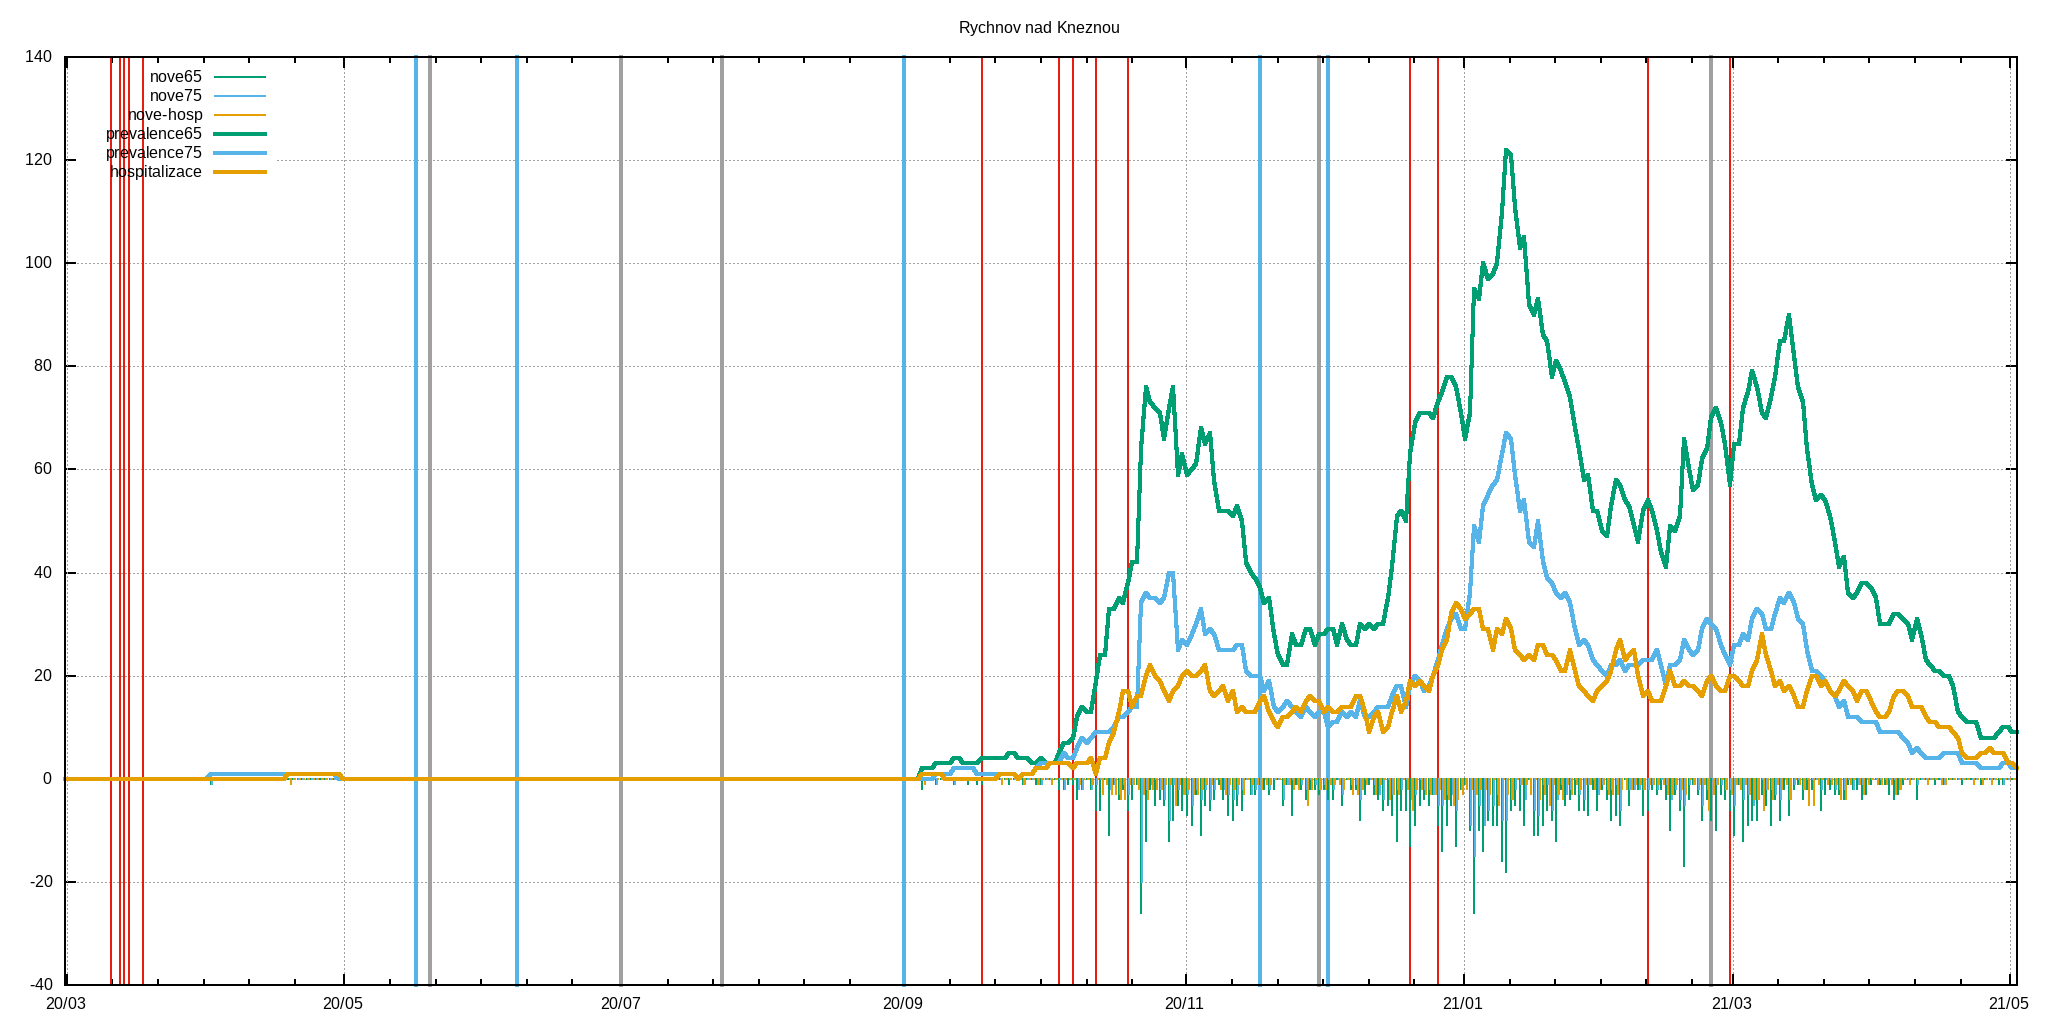 Rychnov nad Kneznou
140
120
100
80
60
40
20
0
-20
-40
nove65
nove75
nove-hosp
prevalence65
prevalence75
hospitalizace
20/03 20/05 20/07 20/09 20/11 21/01 21/03 21/05